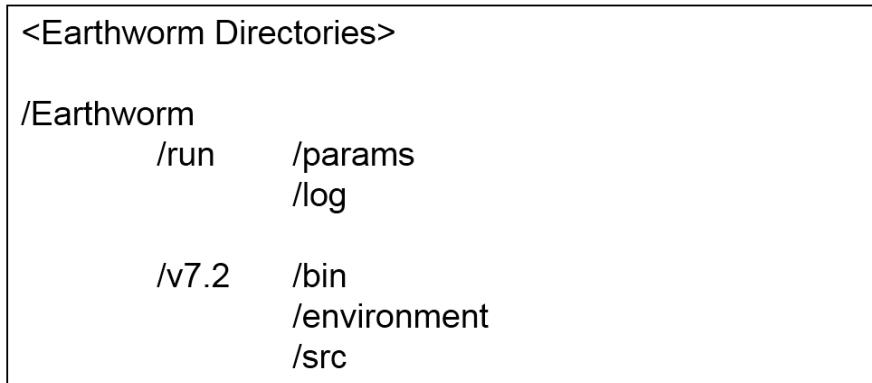 <Earthworm Directories>
/Earthworm
/run /params
/log
/v7.2 /bin
/environment
/src